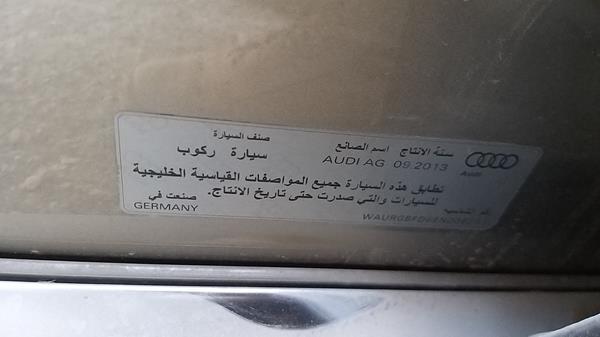 صنف السيارة اسم الصانع سنة الانتاج
سيارة ركوب AUDI AG 09.2013 Audi
تطابق هذه السيارة جميع المواصفات القياسية الخليجية
للسيارات والتي صدرت حتى تاريخ الانتاج.
صنعت في
GERMANY